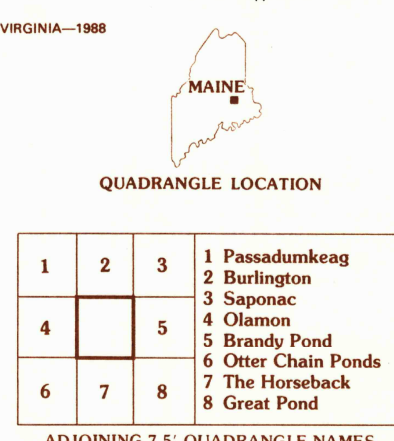 VIRGINIA—1988
MAINE
QUADRANGLE LOCATION
1 2 3
4 5
6 7 8
1 Passadumkeag
2 Burlington
3 Saponac
4 Olamon
5 Brandy Pond
6 Otter Chain Ponds
7 The Horseback
8 Great Pond
ADJOINING 7.5′ QUADRANGLE NAMES